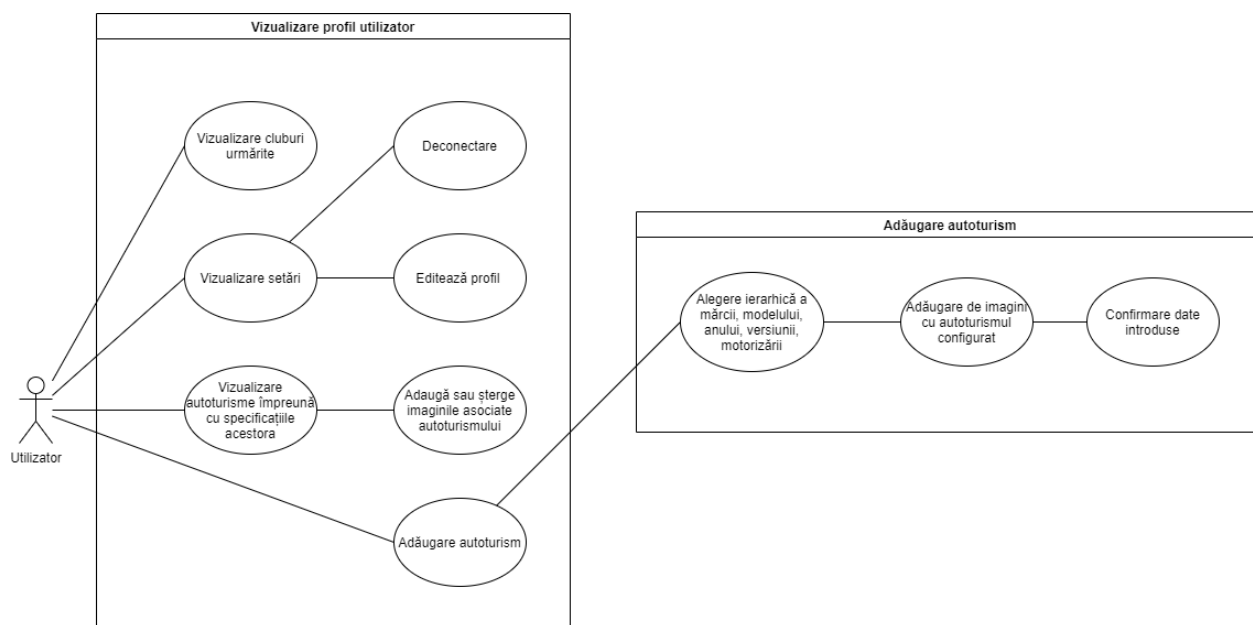 Vizualizare profil utilizator
Vizualizare cluburi
urmărite
Deconectare
Vizualizare setări
Editează profil
Vizualizare
autoturisme împreună
cu specificațiile
acestora
Adaugă sau șterge
imaginile asociate
autoturismului
Adăugare autoturism
Utilizator
Adăugare autoturism
Alegere ierarhică a
mărcii, modelului,
anului, versiunii,
motorizării
Adăugare de imagini
cu autoturismul
configurat
Confirmare date
introduse